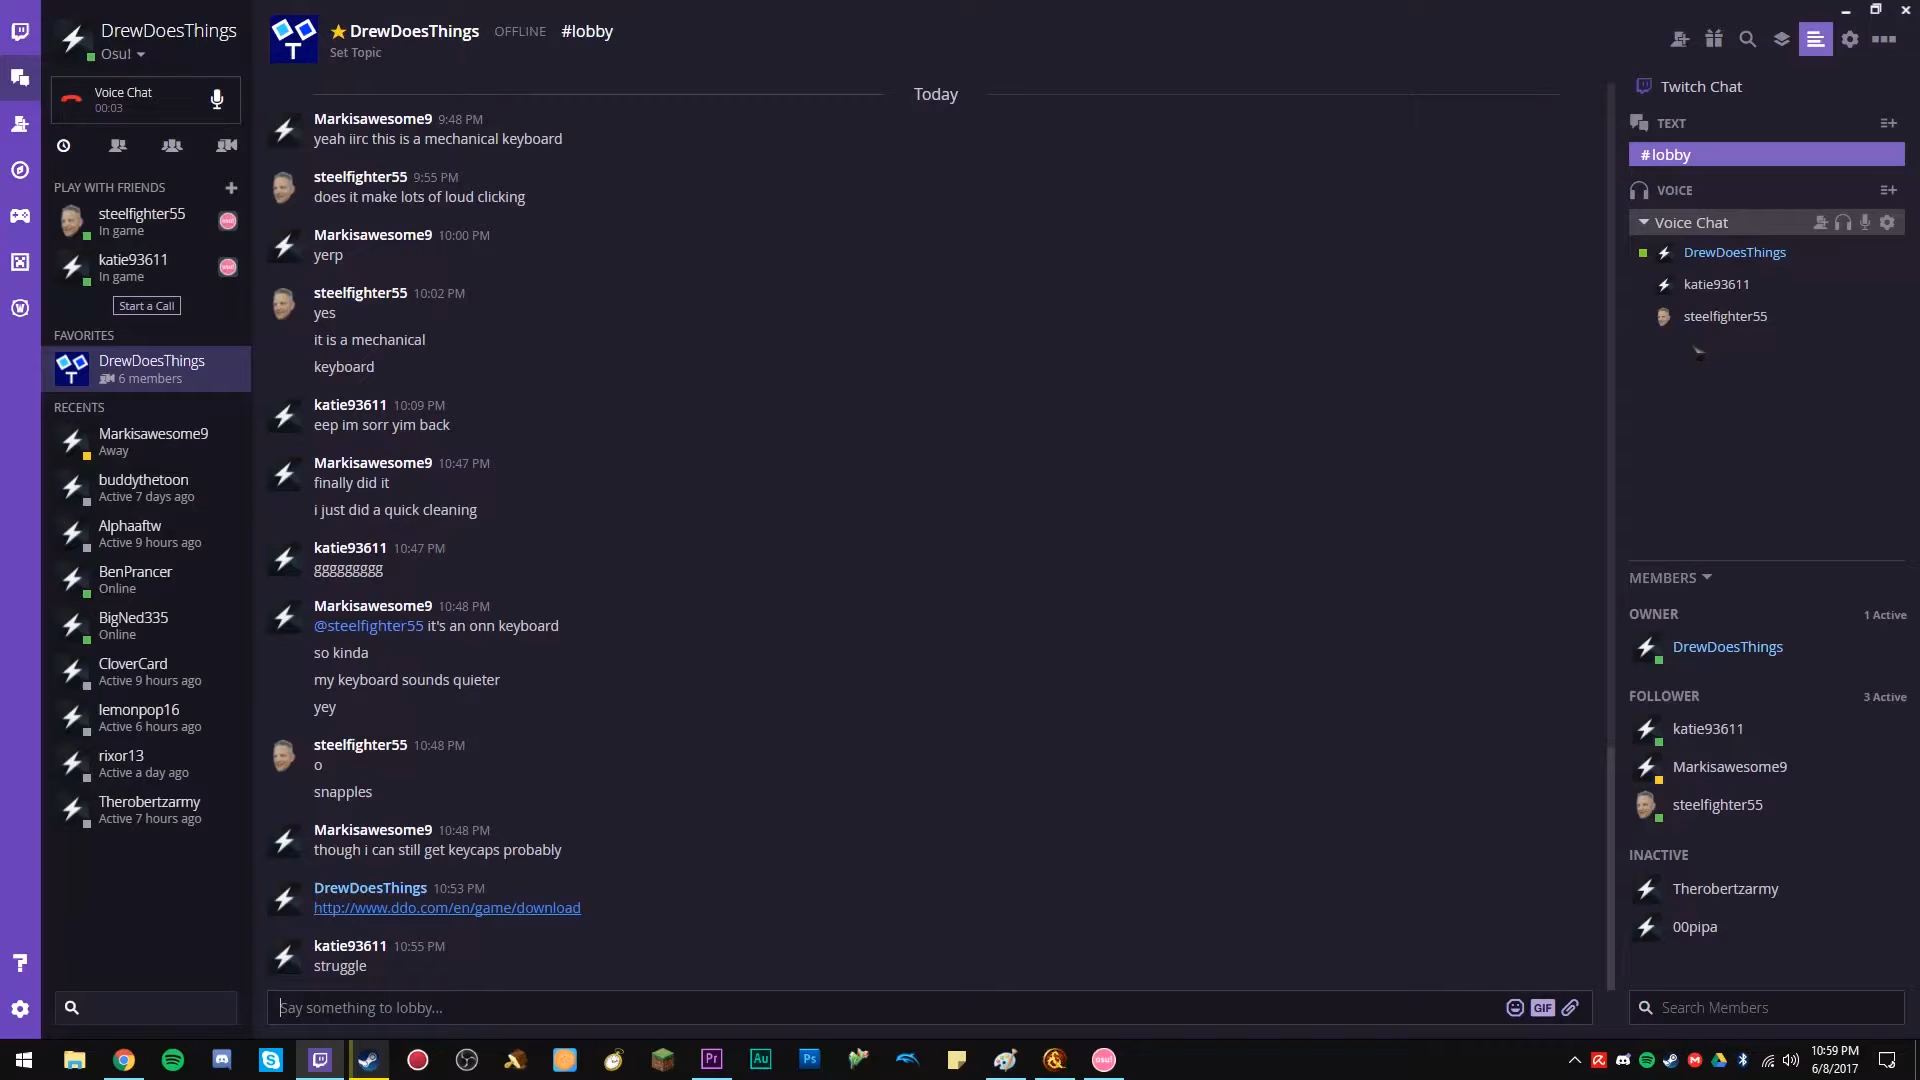 DrewDoesThings
Osu!
Voice Chat
00:03
PLAY WITH FRIENDS
steelfighter55
In game
katie93611
In game
Start a Call
FAVORITES
DrewDoesThings
6 members
RECENTS
Markisawesome9
Away
buddythetoon
Active 7 days ago
Alphaaftw
Active 9 hours ago
BenPrancer
Online
BigNed335
Online
CloverCard
Active 9 hours ago
lemonpop16
Active 6 hours ago
rixor13
Active a day ago
Therobertzarmy
Active 7 hours ago
DrewDoesThings OFFLINE #lobby
Set Topic
Today
Markisawesome9 9:48 PM
yeah iirc this is a mechanical keyboard
steelfighter55 9:55 PM
does it make lots of loud clicking
Markisawesome9 10:00 PM
yerp
steelfighter55 10:02 PM
yes
it is a mechanical
keyboard
katie93611 10:09 PM
eep im sorr yim back
Markisawesome9 10:47 PM
finally did it
i just did a quick cleaning
katie93611 10:47 PM
ggggggggg
Markisawesome9 10:48 PM
@steelfighter55 it's an onn keyboard
so kinda
my keyboard sounds quieter
yey
steelfighter55 10:48 PM
o
snapples
Markisawesome9 10:48 PM
though i can still get keycaps probably
DrewDoesThings 10:53 PM
http://www.ddo.com/en/game/download
katie93611 10:55 PM
struggle
Say something to lobby...
GIF
Twitch Chat
TEXT
#lobby
VOICE
Voice Chat
DrewDoesThings
katie93611
steelfighter55
MEMBERS
OWNER 1 Active
DrewDoesThings
FOLLOWER 3 Active
katie93611
Markisawesome9
steelfighter55
INACTIVE
Therobertzarmy
00pipa
Search Members
Pr
Au
Ps
osu!
10:59 PM
6/8/2017